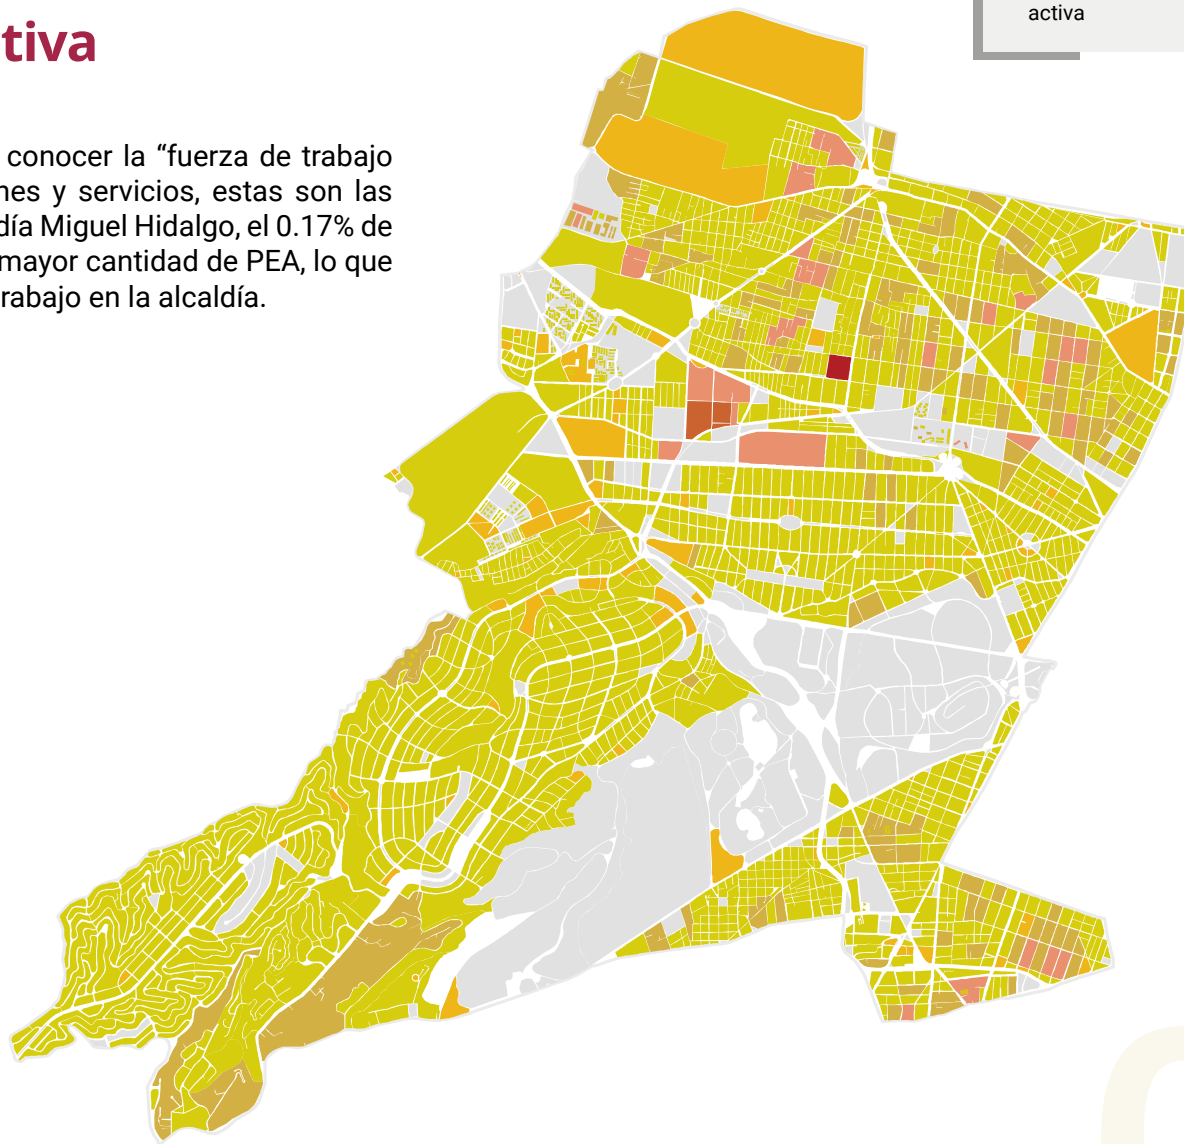 tiva
activa
conocer la “fuerza de trabajo
nes y servicios, estas son las
día Miguel Hidalgo, el 0.17% de
mayor cantidad de PEA, lo que
rabajo en la alcaldía.